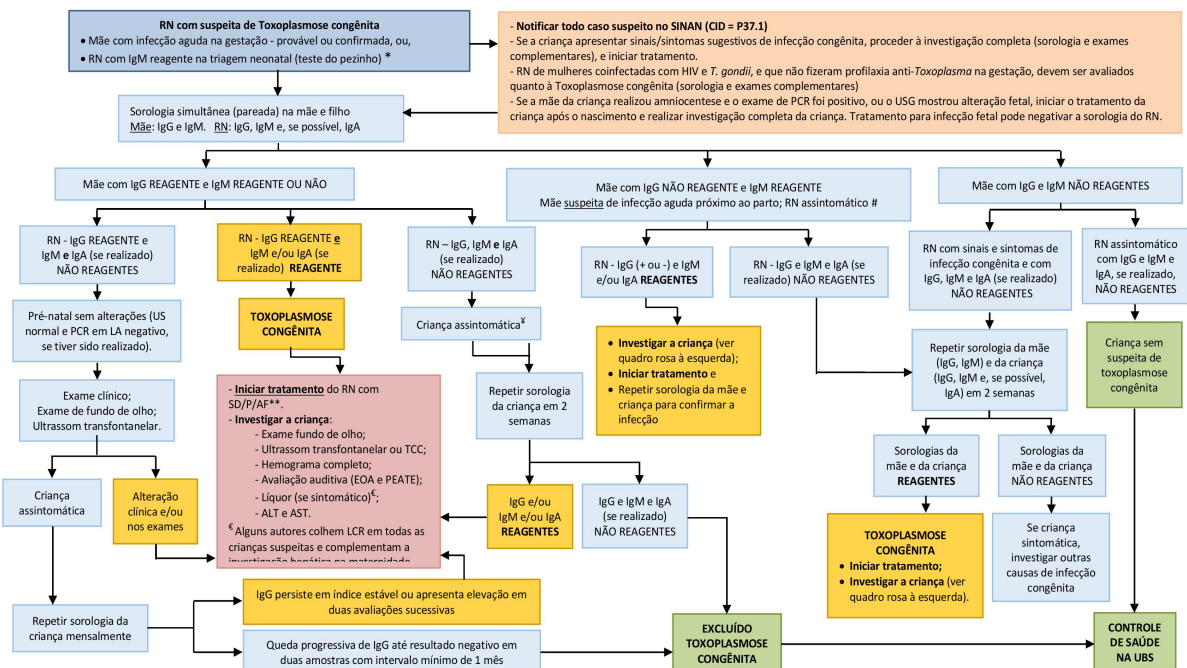 RN com suspeita de Toxoplasmose congênita
• Mãe com infecção aguda na gestação - provável ou confirmada, ou,
• RN com IgM reagente na triagem neonatal (teste do pezinho) *
- Notificar todo caso suspeito no SINAN (CID = P37.1)
- Se a criança apresentar sinais/sintomas sugestivos de infecção congênita, proceder à investigação completa (sorologia e exames
complementares), e iniciar tratamento.
- RN de mulheres coinfectadas com HIV e T. gondii, e que não fizeram profilaxia anti-Toxoplasma na gestação, devem ser avaliados
quanto à Toxoplasmose congênita (sorologia e exames complementares)
- Se a mãe da criança realizou amniocentese e o exame de PCR foi positivo, ou o USG mostrou alteração fetal, iniciar o tratamento da
criança após o nascimento e realizar investigação completa da criança. Tratamento para infecção fetal pode negativar a sorologia do RN.
Sorologia simultânea (pareada) na mãe e filho
Mãe: IgG e IgM. RN: IgG, IgM e, se possível, IgA
Mãe com IgG REAGENTE e IgM REAGENTE OU NÃO
Mãe com IgG NÃO REAGENTE e IgM REAGENTE
Mãe suspeita de infecção aguda próximo ao parto; RN assintomático #
Mãe com IgG e IgM NÃO REAGENTES
RN - IgG REAGENTE e
IgM e IgA (se realizado)
NÃO REAGENTES
RN - IgG REAGENTE e
IgM e/ou IgA (se
realizado) REAGENTE
RN – IgG, IgM e IgA
(se realizado)
NÃO REAGENTES
RN - IgG (+ ou -) e IgM
e/ou IgA REAGENTES
RN - IgG e IgM e IgA (se
realizado) NÃO REAGENTES
RN com sinais e sintomas de
infecção congênita e com
IgG, IgM e IgA (se realizado)
NÃO REAGENTES
RN assintomático
com IgG e IgM e
IgA, se realizado,
NÃO REAGENTES
Pré-natal sem alterações (US
normal e PCR em LA negativo,
se tiver sido realizado).
TOXOPLASMOSE
CONGÊNITA
Criança assintomática¥
• Investigar a criança (ver
quadro rosa à esquerda);
• Iniciar tratamento e
• Repetir sorologia da mãe e
criança para confirmar a
infecção
Repetir sorologia da mãe
(IgG, IgM) e da criança
(IgG, IgM e, se possível,
IgA) em 2 semanas
Criança sem
suspeita de
toxoplasmose
congênita
Exame clínico;
Exame de fundo de olho;
Ultrassom transfontanelar.
- Iniciar tratamento do RN com
SD/P/AF**.
- Investigar a criança:
- Exame fundo de olho;
- Ultrassom transfontanelar ou TCC;
- Hemograma completo;
- Avaliação auditiva (EOA e PEATE);
- Líquor (se sintomático)€;
- ALT e AST.
€ Alguns autores colhem LCR em todas as
crianças suspeitas e complementam a
investigação hepática na maternidade
Repetir sorologia
da criança em 2
semanas
Sorologias da
mãe e da criança
REAGENTES
Sorologias da
mãe e da criança
NÃO REAGENTES
Criança
assintomática
Alteração
clínica e/ou
nos exames
IgG e/ou
IgM e/ou IgA
REAGENTES
IgG e IgM e IgA
(se realizado)
NÃO REAGENTES
TOXOPLASMOSE
CONGÊNITA
• Iniciar tratamento;
• Investigar a criança (ver
quadro rosa à esquerda).
Se criança
sintomática,
investigar outras
causas de infecção
congênita
Repetir sorologia da
criança mensalmente
IgG persiste em índice estável ou apresenta elevação em
duas avaliações sucessivas
Queda progressiva de IgG até resultado negativo em
duas amostras com intervalo mínimo de 1 mês
EXCLUÍDO
TOXOPLASMOSE
CONGÊNITA
CONTROLE
DE SAÚDE
NA UBS